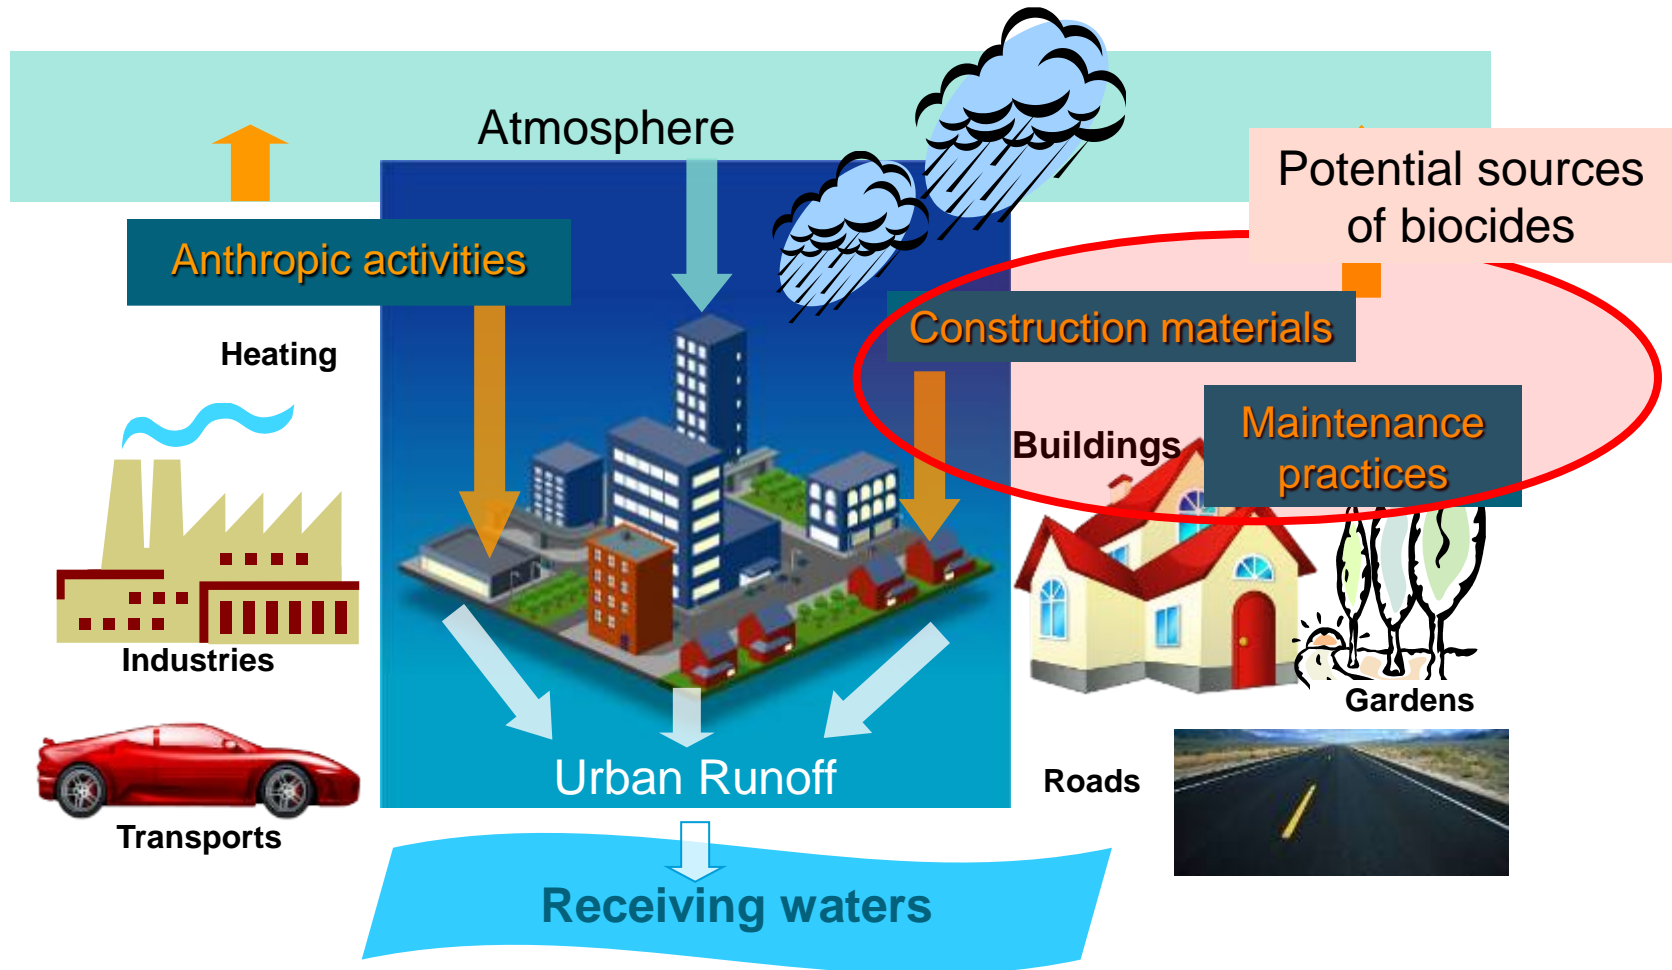 Atmosphere
Potential sources
of biocides
Anthropic activities
Construction materials
Heating
Maintenance
practices
Buildings
Industries
Gardens
Urban Runoff
Roads
Transports
Receiving waters